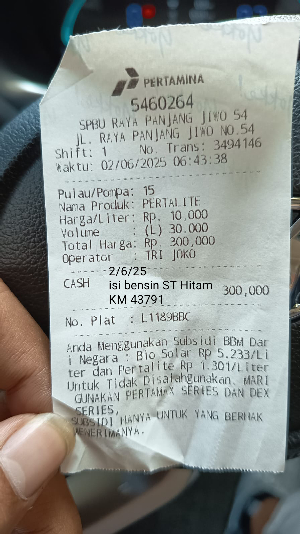 PERTAMINA
5460264
SPBU RAYA PANJANG JIWO 54
JL. RAYA PANJANG JIWO NO.54
Shift: 1 No. Trans: 3494146
Waktu: 02/06/2025 06:43:38
Pulau/Pompa: 15
Nama Produk: PERTALITE
Harga/Liter: Rp. 10.000
Volume : (L) 30.000
Total Harga: Rp. 300,000
Operator : TRI JOKO
2/6/25
CASH isi bensin ST Hitam 300,000
KM 43791
No. Plat : L1189BBC
Anda Menggunakan Subsidi BBM Dar
i Negara : Bio Solar Rp 5.233/Li
ter dan Pertalite Rp 1.301/Liter
Untuk Tidak Disalahgunakan. MARI
GUNAKAN PERTAMAX SERIES DAN DEX
SERIES,
SUBSIDI HANYA UNTUK YANG BERHAK
MENERIMANYA.